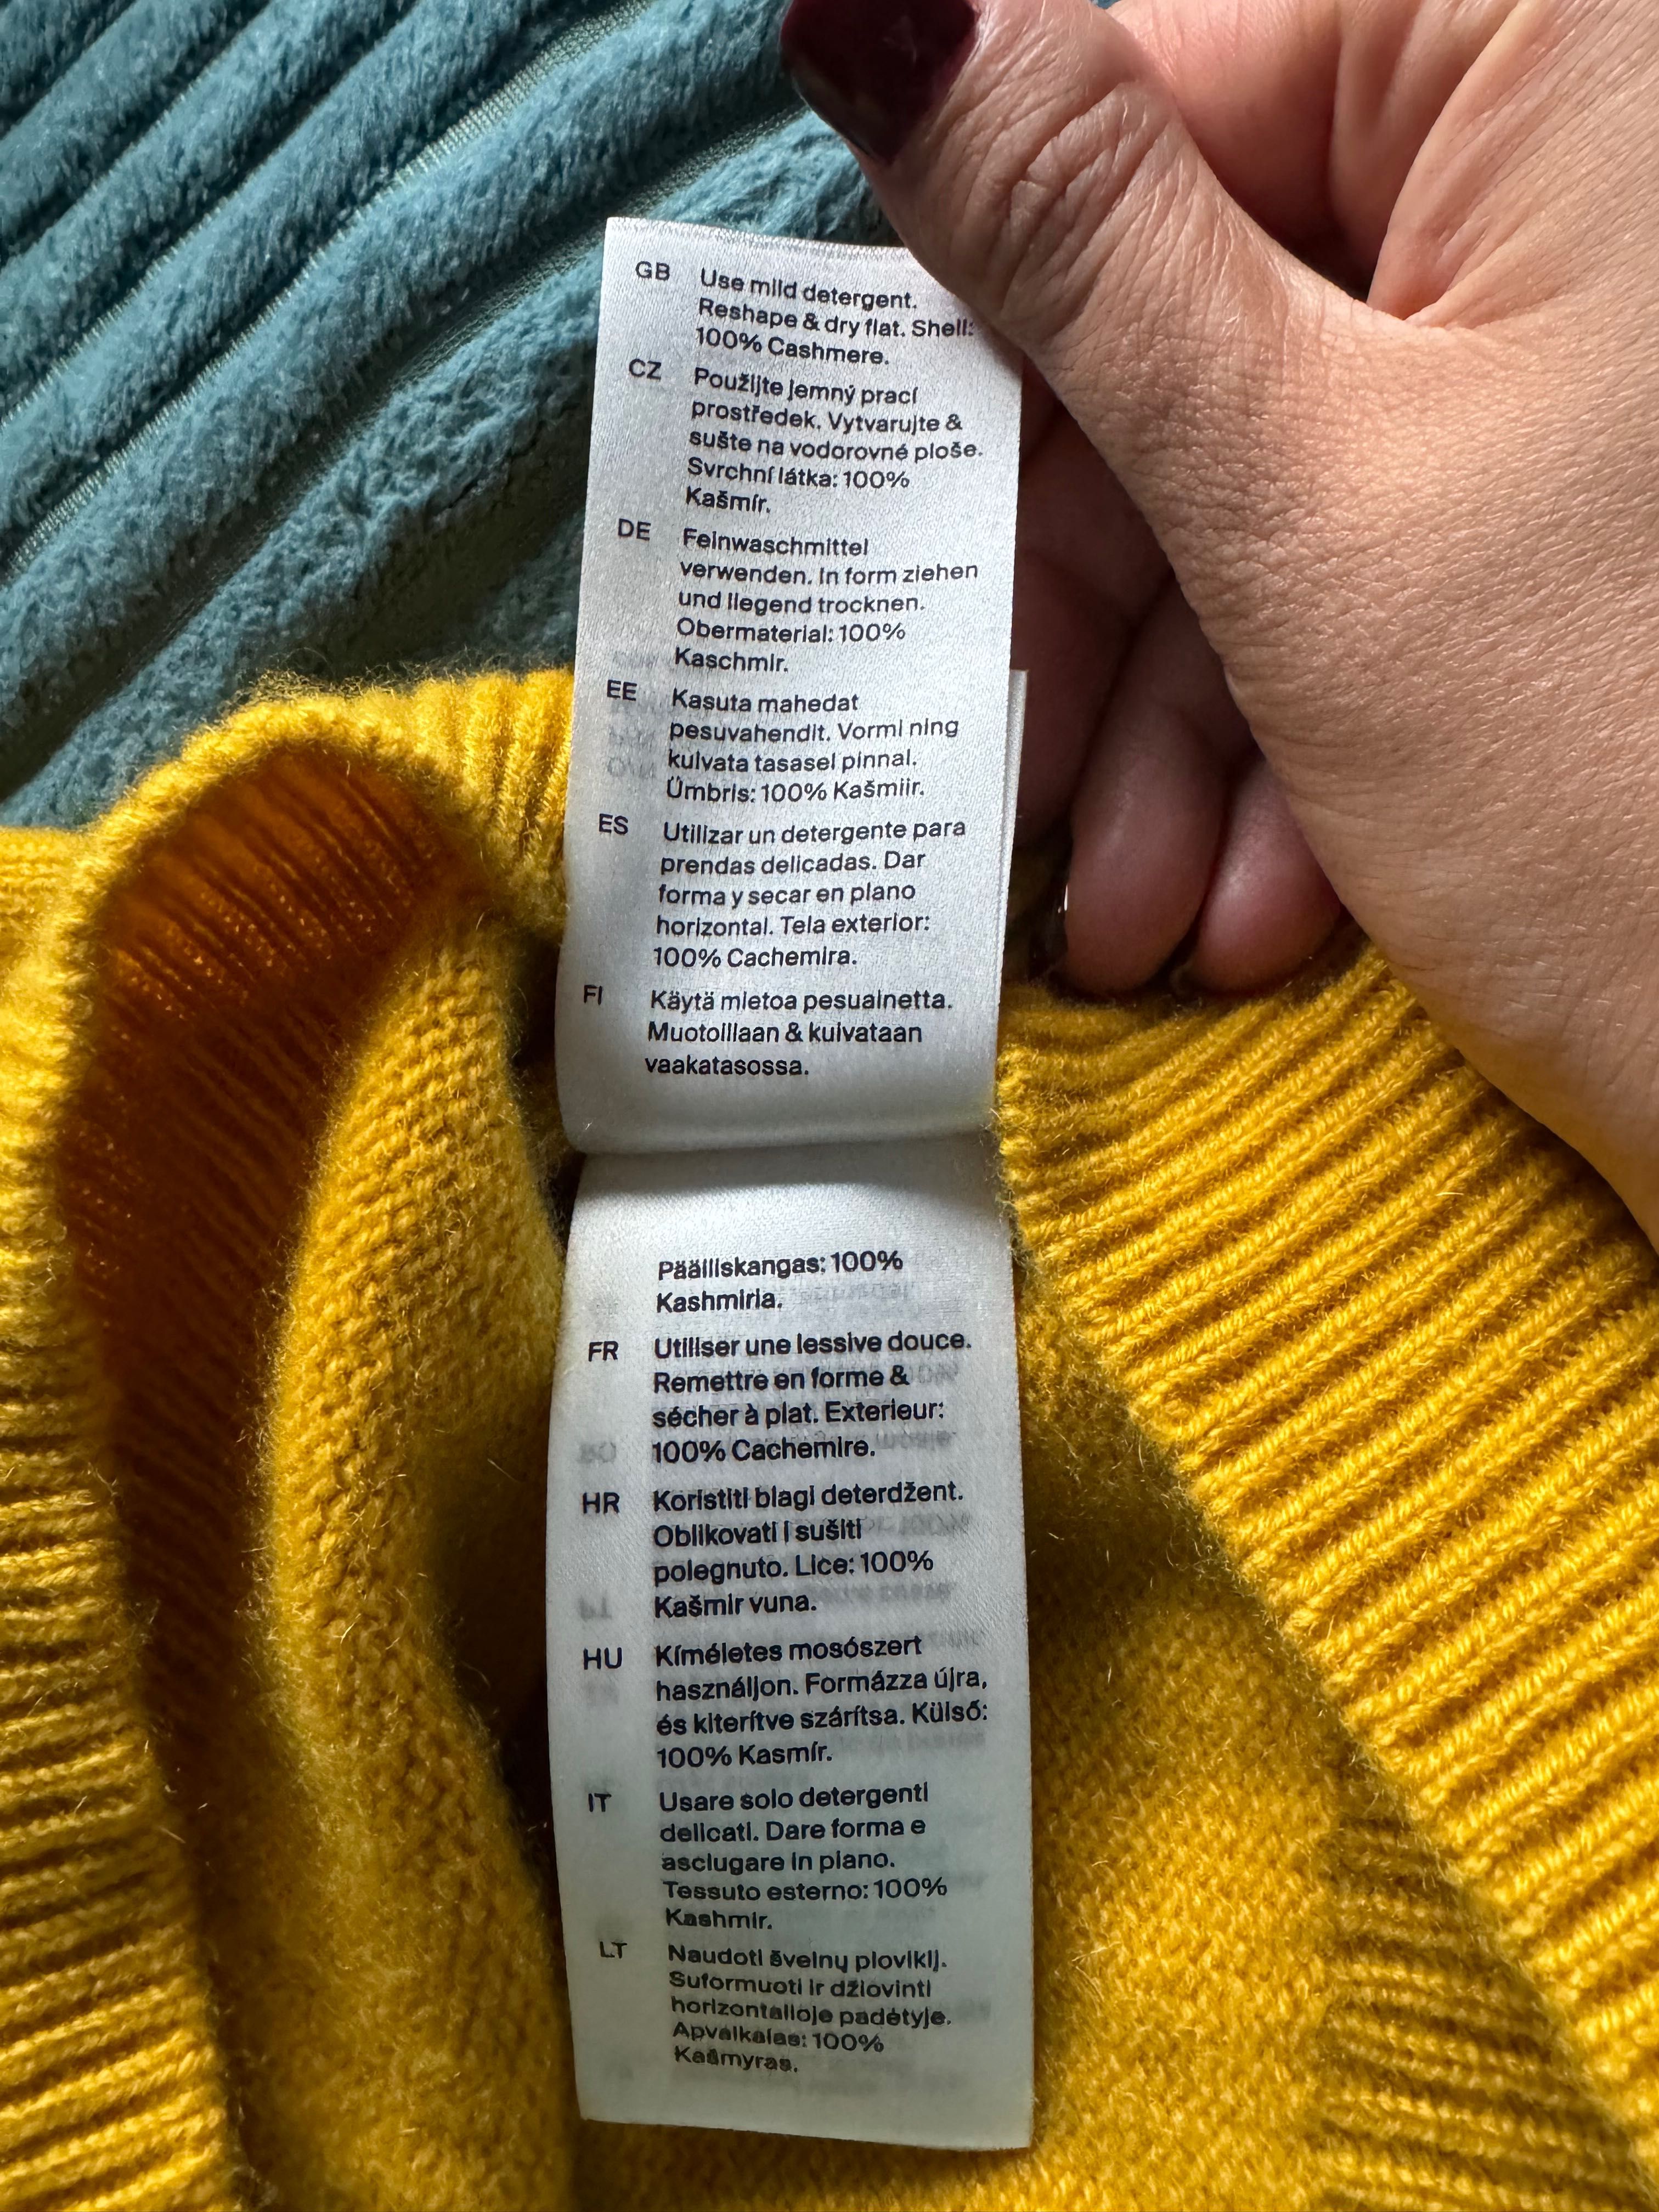 GB Use mild detergent.
Reshape & dry flat. Shell:
100% Cashmere.
CZ Použijte jemný prací
prostředek. Vytvarujte &
sušte na vodorovné ploše.
Svrchní látka: 100%
Kašmír.
DE Feinwaschmittel
verwenden. In form ziehen
und liegend trocknen.
Obermaterial: 100%
Kaschmir.
EE Kasuta mahedat
pesuvahendit. Vormi ning
kuivata tasasel pinnal.
Ümbris: 100% Kašmiir.
ES Utilizar un detergente para
prendas delicadas. Dar
forma y secar en plano
horizontal. Tela exterior:
100% Cachemira.
FI Käytä mietoa pesuainetta.
Muotoillaan & kuivataan
vaakatasossa.
Päälliskangas: 100%
Kashmiria.
FR Utiliser une lessive douce.
Remettre en forme &
sécher à plat. Exterieur:
100% Cachemire.
HR Koristiti blagi deterdžent.
Oblikovati i sušiti
polegnuto. Lice: 100%
Kašmir vuna.
HU Kíméletes mosószert
használjon. Formázza újra,
és kiterítve szárítsa. Külső:
100% Kasmír.
IT Usare solo detergenti
delicati. Dare forma e
asciugare in piano.
Tessuto esterno: 100%
Kashmir.
LT Naudoti švelnų ploviklį.
Suformuoti ir džiovinti
horizontalioje padėtyje.
Apvalkalas: 100%
Kašmyras.